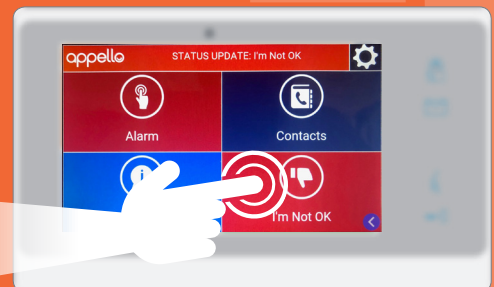 appello
STATUS UPDATE: I'm Not OK
Alarm
Contacts
I'm Not OK